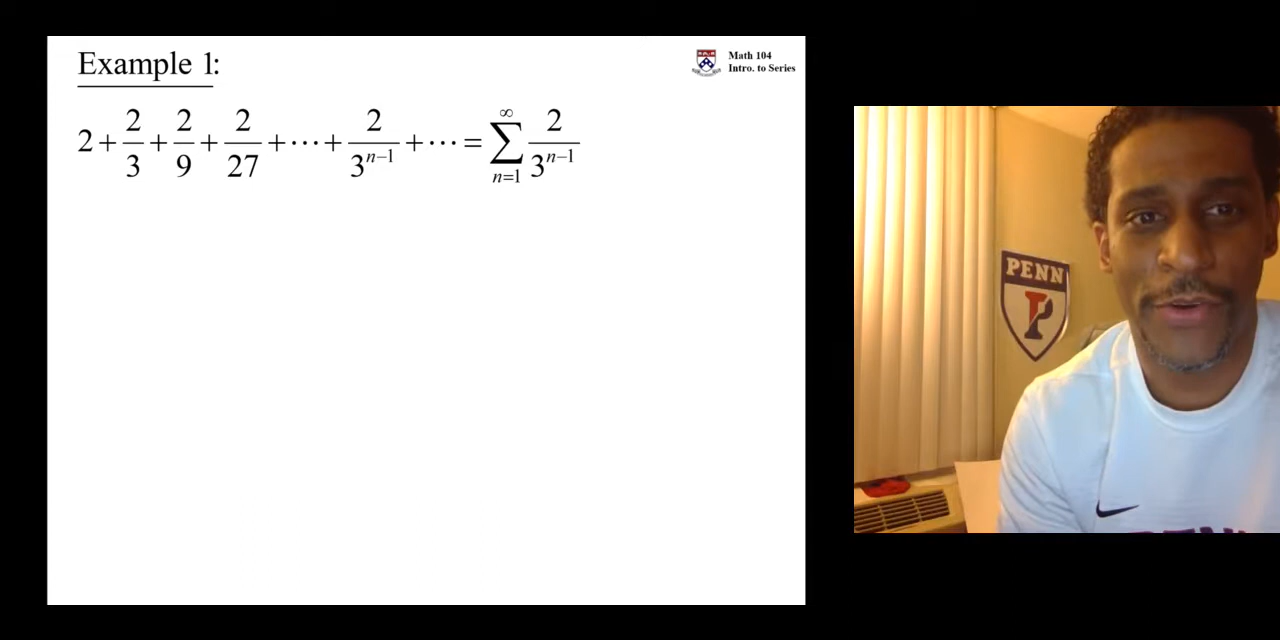 Example 1:
Math 104
Intro. to Series
2 + 2/3 + 2/9 + 2/27 + ⋯ + 2/3^(n−1) + ⋯ = ∑_{n=1}^{∞} 2/3^(n−1)
PENN
P